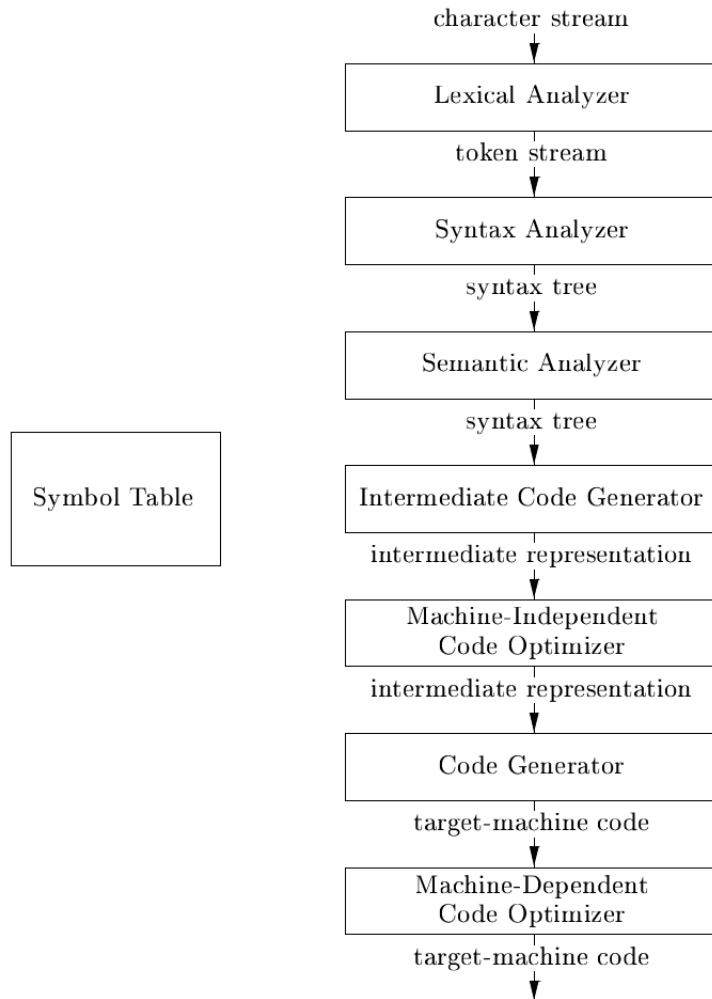 character stream
Lexical Analyzer
token stream
Syntax Analyzer
syntax tree
Semantic Analyzer
syntax tree
Symbol Table
Intermediate Code Generator
intermediate representation
Machine-Independent
Code Optimizer
intermediate representation
Code Generator
target-machine code
Machine-Dependent
Code Optimizer
target-machine code